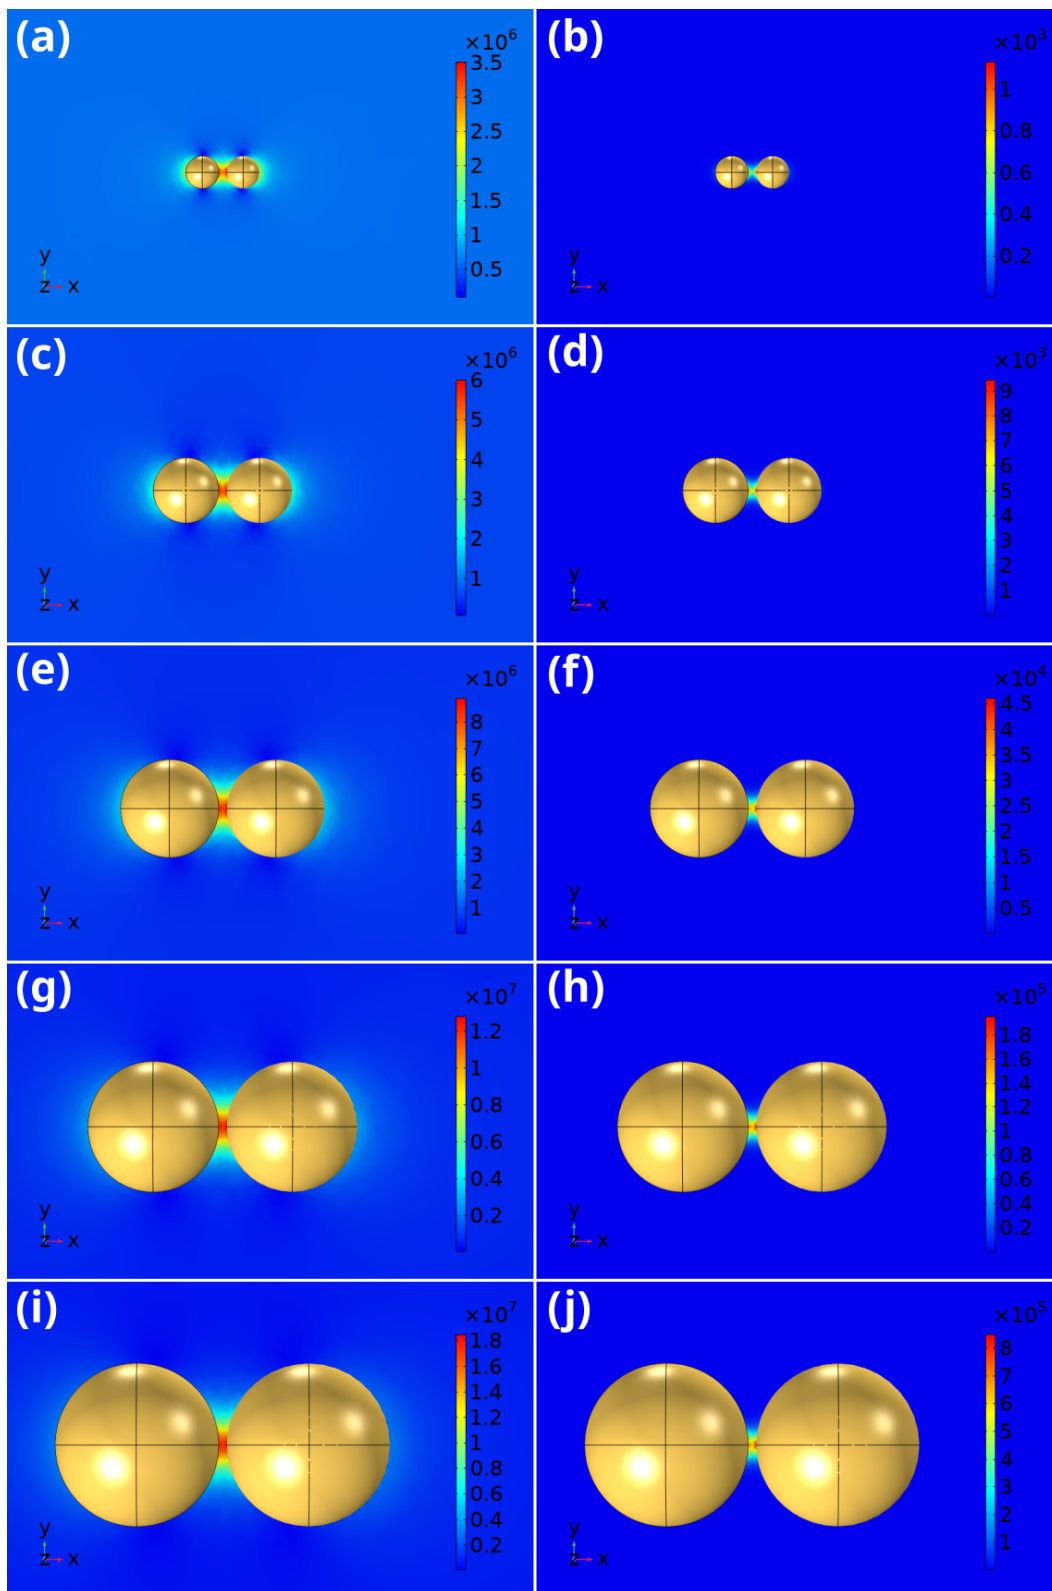 (a)
×10⁶
3.5
3
2.5
2
1.5
1
0.5
y
z x
(b)
×10³
1
0.8
0.6
0.4
0.2
y
z x
(c)
×10⁶
6
5
4
3
2
1
y
z x
(d)
×10³
9
8
7
6
5
4
3
2
1
y
z x
(e)
×10⁶
8
7
6
5
4
3
2
1
y
z x
(f)
×10⁴
4.5
4
3.5
3
2.5
2
1.5
1
0.5
y
z x
(g)
×10⁷
1.2
1
0.8
0.6
0.4
0.2
y
z x
(h)
×10⁵
1.8
1.6
1.4
1.2
1
0.8
0.6
0.4
0.2
y
z x
(i)
×10⁷
1.8
1.6
1.4
1.2
1
0.8
0.6
0.4
0.2
y
z x
(j)
×10⁵
8
7
6
5
4
3
2
1
y
z x